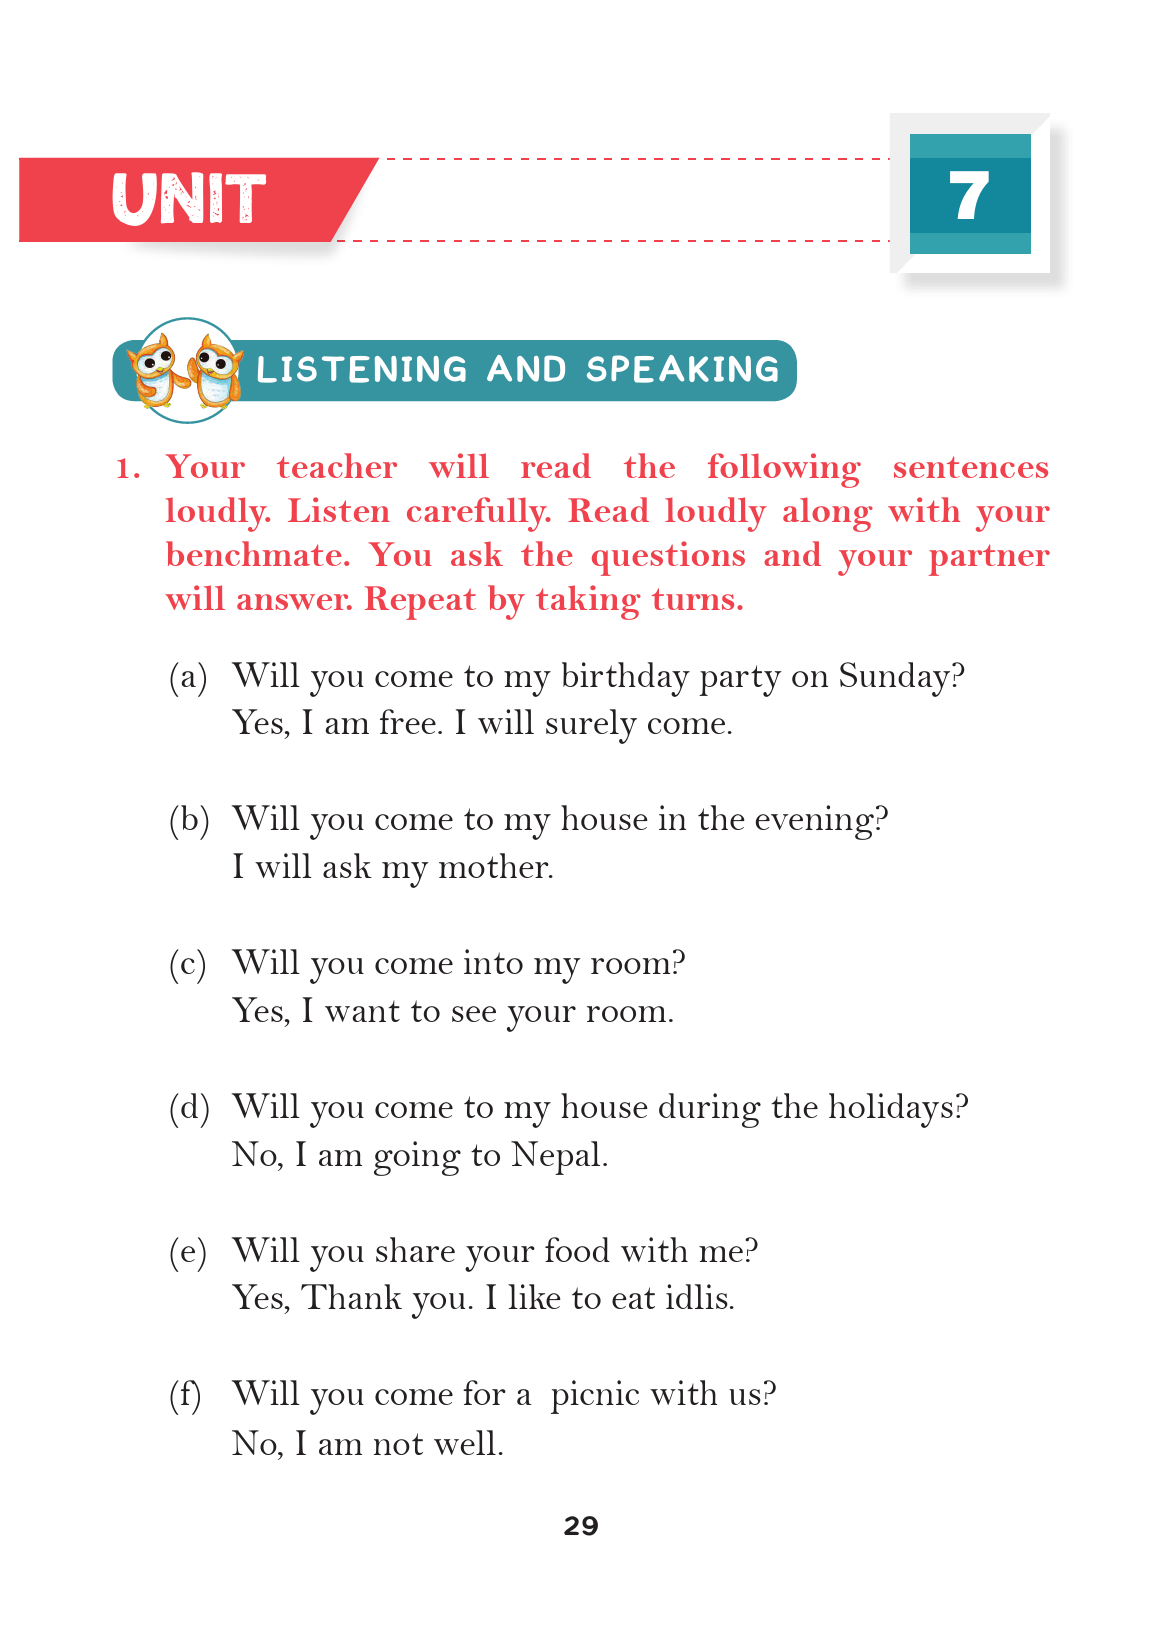 UNIT
7
LISTENING AND SPEAKING
1. Your teacher will read the following sentences
loudly. Listen carefully. Read loudly along with your
benchmate. You ask the questions and your partner
will answer. Repeat by taking turns.
(a) Will you come to my birthday party on Sunday?
Yes, I am free. I will surely come.
(b) Will you come to my house in the evening?
I will ask my mother.
(c) Will you come into my room?
Yes, I want to see your room.
(d) Will you come to my house during the holidays?
No, I am going to Nepal.
(e) Will you share your food with me?
Yes, Thank you. I like to eat idlis.
(f) Will you come for a picnic with us?
No, I am not well.
29